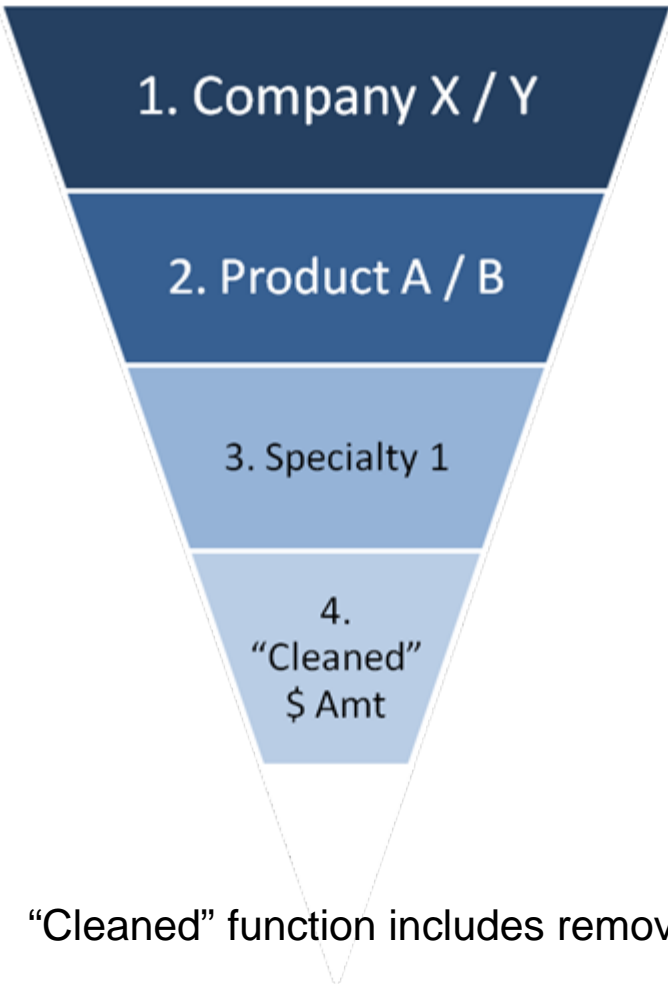 1. Company X / Y
2. Product A / B
3. Specialty 1
4.
“Cleaned”
$ Amt
“Cleaned” function includes remov